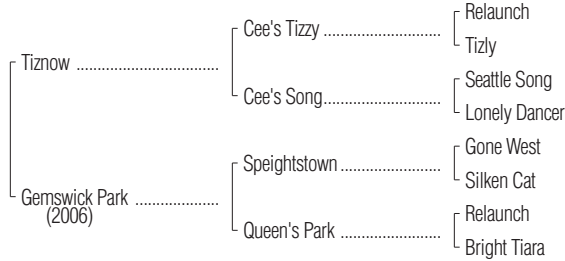 Relaunch
Cee's Tizzy ........................
Tizly
Tiznow .............................
Seattle Song
Cee's Song........................
Lonely Dancer
Gone West
Speightstown .....................
Silken Cat
Gemswick Park .................
(2006)
Relaunch
Queen's Park ....................
Bright Tiara